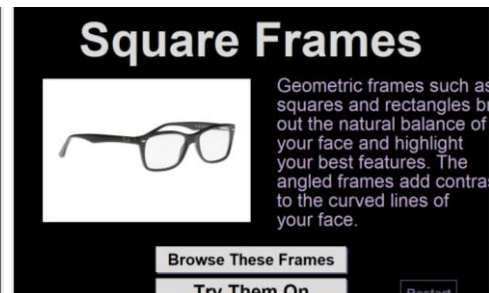 Square Frames
Geometric frames such as
squares and rectangles br
out the natural balance of
your face and highlight
your best features. The
angled frames add contras
to the curved lines of
your face.
Browse These Frames
Try Them On
Restart